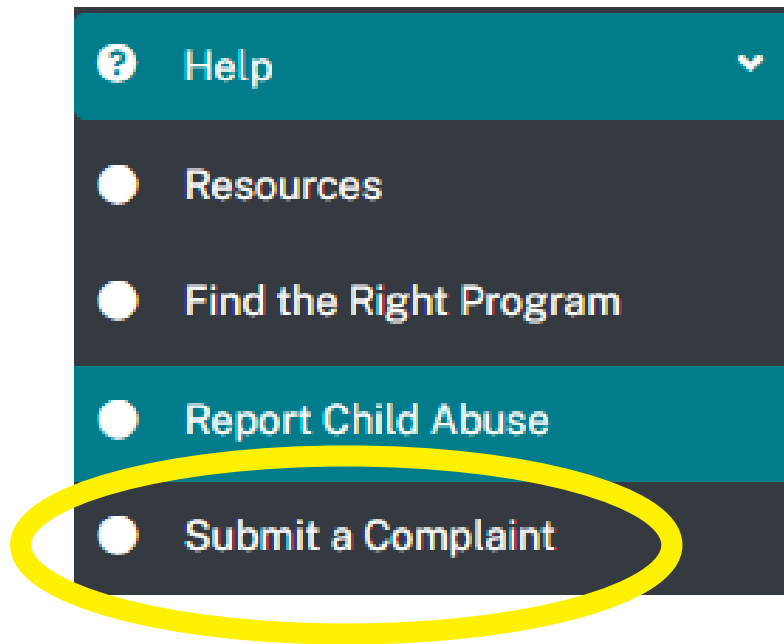 Help
Resources
Find the Right Program
Report Child Abuse
Submit a Complaint